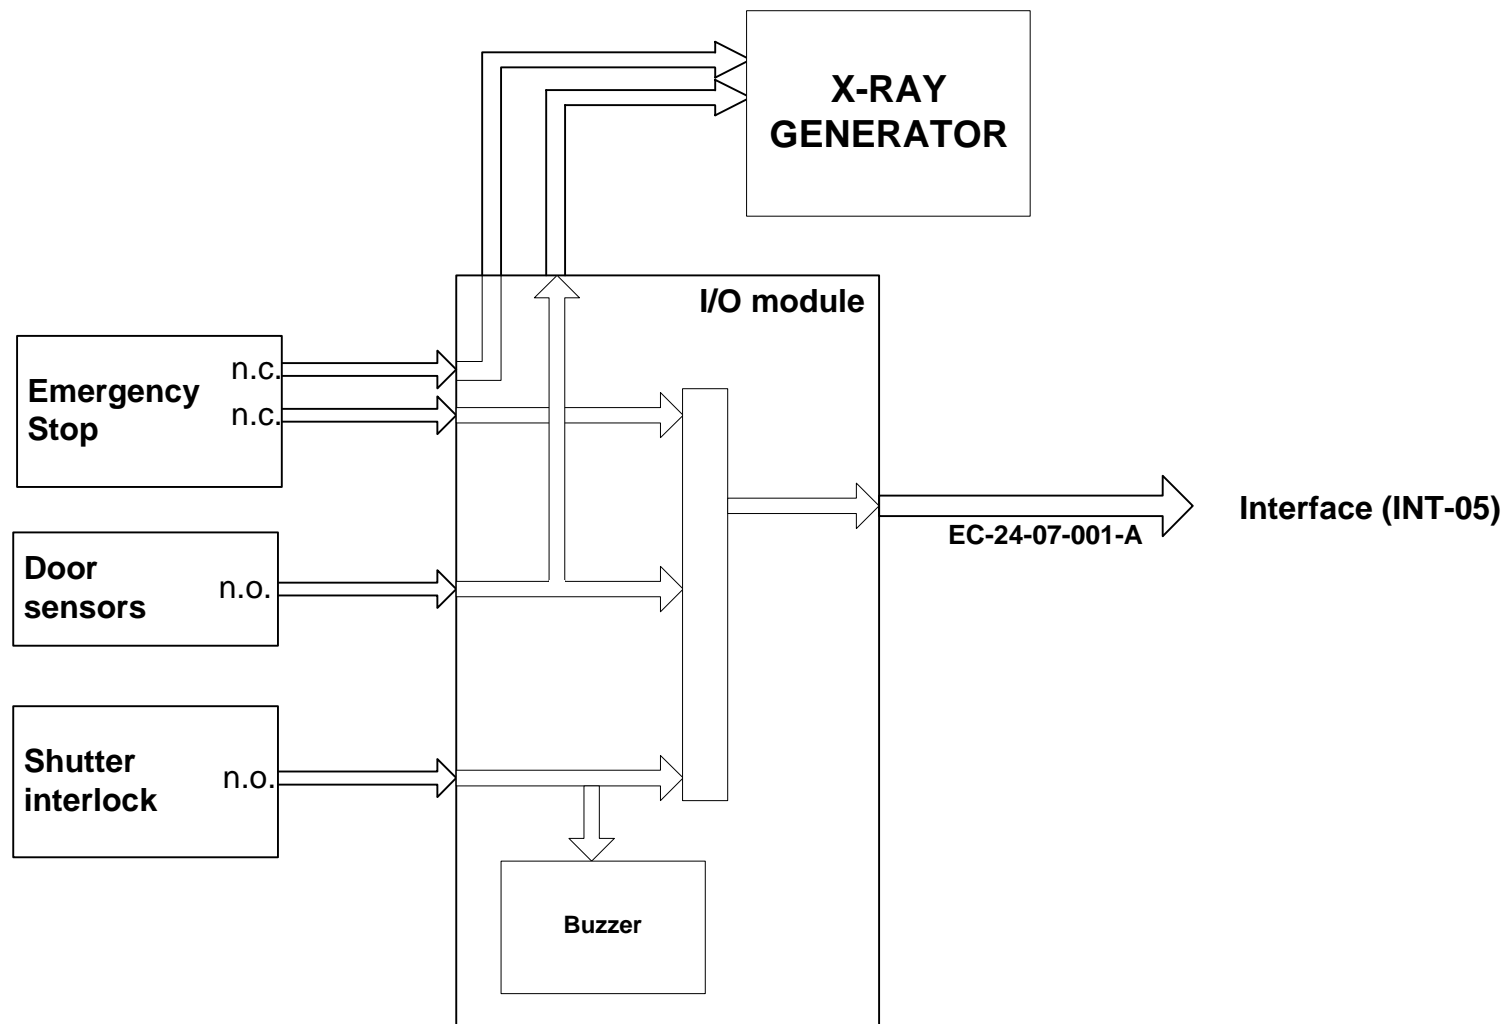 X-RAY
GENERATOR
I/O module
n.c.
Emergency
n.c.
Stop
Interface (INT-05)
EC-24-07-001-A
Door
n.o.
sensors
Shutter
n.o.
interlock
Buzzer